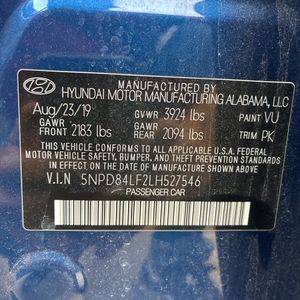 MANUFACTURED BY
HYUNDAI MOTOR MANUFACTURING ALABAMA, LLC
Aug/23/19 GVWR 3924 lbs PAINT VU
GAWR FRONT 2183 lbs GAWR REAR 2094 lbs TRIM PK
THIS VEHICLE CONFORMS TO ALL APPLICABLE U.S.A. FEDERAL
MOTOR VEHICLE SAFETY, BUMPER, AND THEFT PREVENTION
STANDARDS IN EFFECT ON THE DATE OF MANUFACTURE SHOWN ABOVE.
V.I.N 5NPD84LF2LH527546
PASSENGER CAR